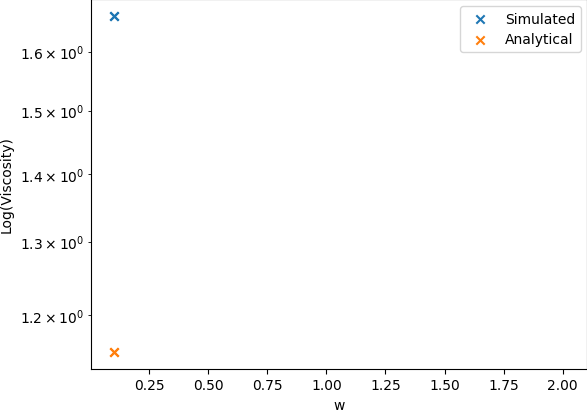 Simulated
Analytical
1.6 × 10⁰
1.5 × 10⁰
1.4 × 10⁰
1.3 × 10⁰
1.2 × 10⁰
Log(Viscosity)
0.25 0.50 0.75 1.00 1.25 1.50 1.75 2.00
w